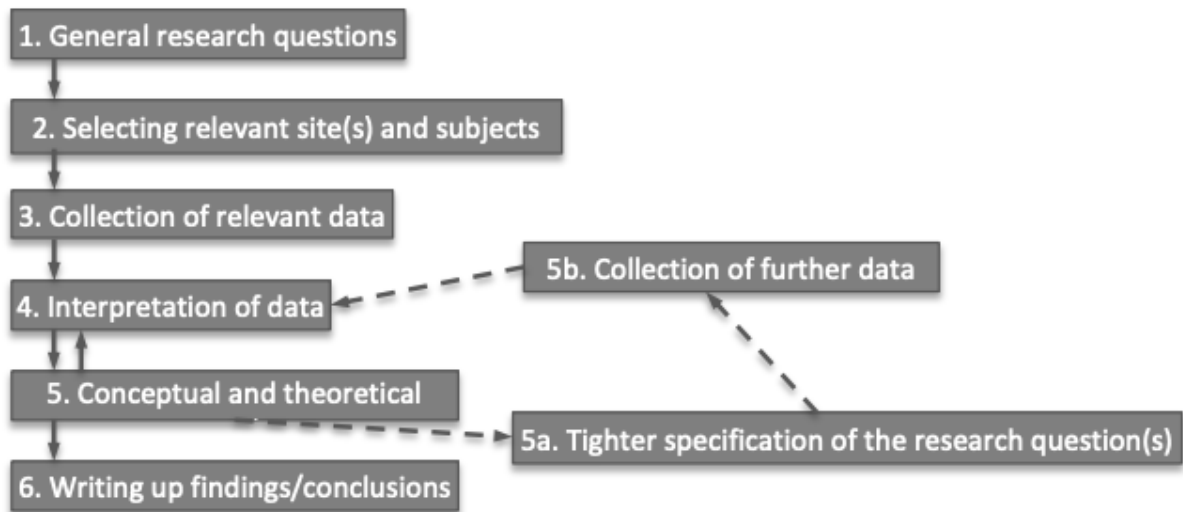 1. General research questions
2. Selecting relevant site(s) and subjects
3. Collection of relevant data
4. Interpretation of data
5b. Collection of further data
5. Conceptual and theoretical
5a. Tighter specification of the research question(s)
6. Writing up findings/conclusions